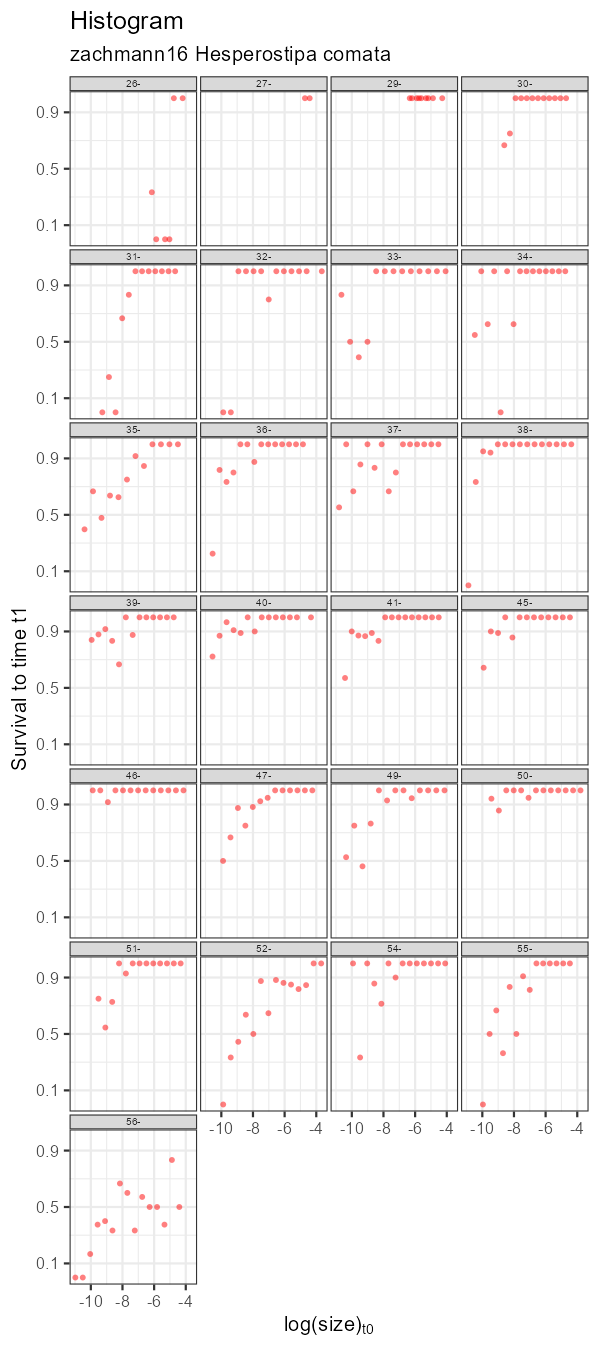 Histogram
zachmann16 Hesperostipa comata
26- 27- 29- 30-
0.9
0.5
0.1
31- 32- 33- 34-
0.9
0.5
0.1
35- 36- 37- 38-
0.9
0.5
0.1
39- 40- 41- 45-
0.9
0.5
0.1
46- 47- 49- 50-
0.9
0.5
0.1
51- 52- 54- 55-
0.9
0.5
0.1
-10 -8 -6 -4 -10 -8 -6 -4 -10 -8 -6 -4
56-
0.9
0.5
0.1
-10 -8 -6 -4
Survival to time t1
log(size)t0